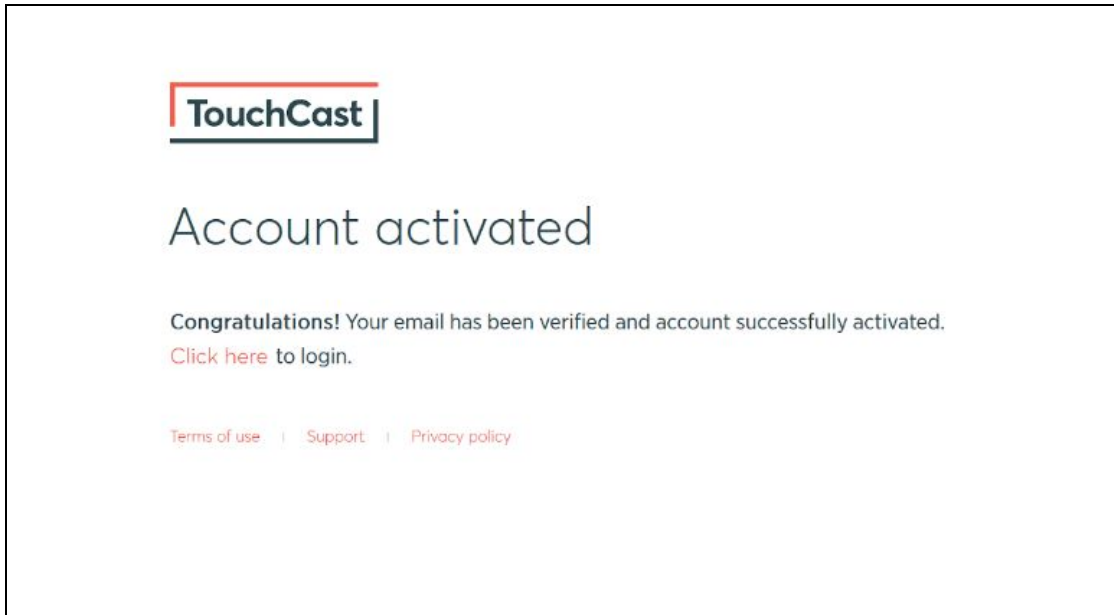 TouchCast
Account activated
Congratulations! Your email has been verified and account successfully activated.
Click here to login.
Terms of use | Support | Privacy policy